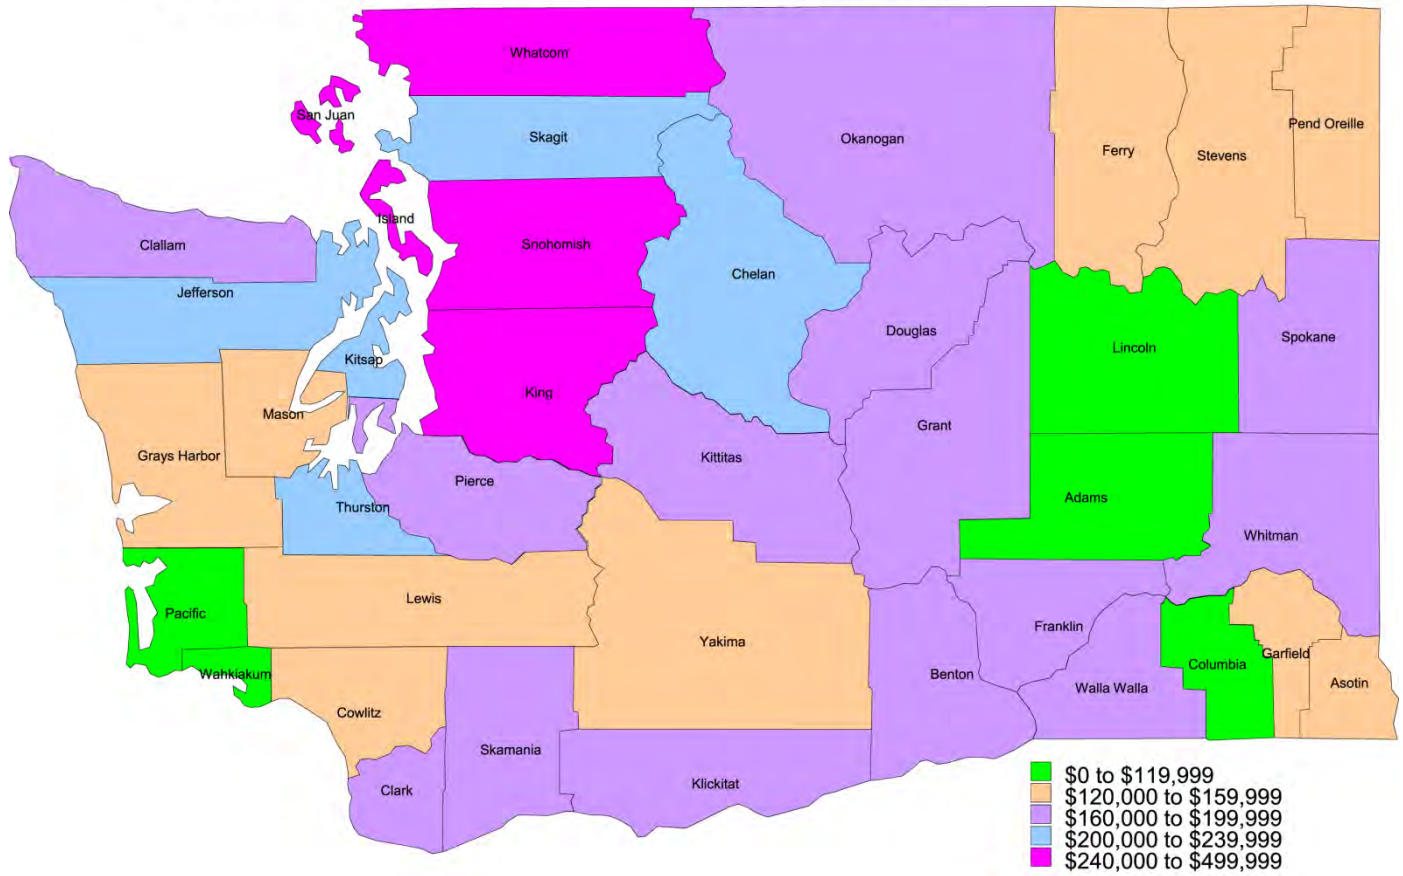 Whatcom
San Juan
Skagit
Okanogan
Pend Oreille
Ferry
Stevens
Island
Clallam
Snohomish
Chelan
Jefferson
Douglas
Spokane
Lincoln
Kitsap
King
Mason
Grant
Grays Harbor
Kittitas
Pierce
Adams
Thurston
Whitman
Lewis
Pacific
Franklin
Yakima
Garfield
Columbia
Wahkiakum
Benton
Asotin
Walla Walla
Cowlitz
Skamania
Klickitat
Clark
$0 to $119,999
$120,000 to $159,999
$160,000 to $199,999
$200,000 to $239,999
$240,000 to $499,999